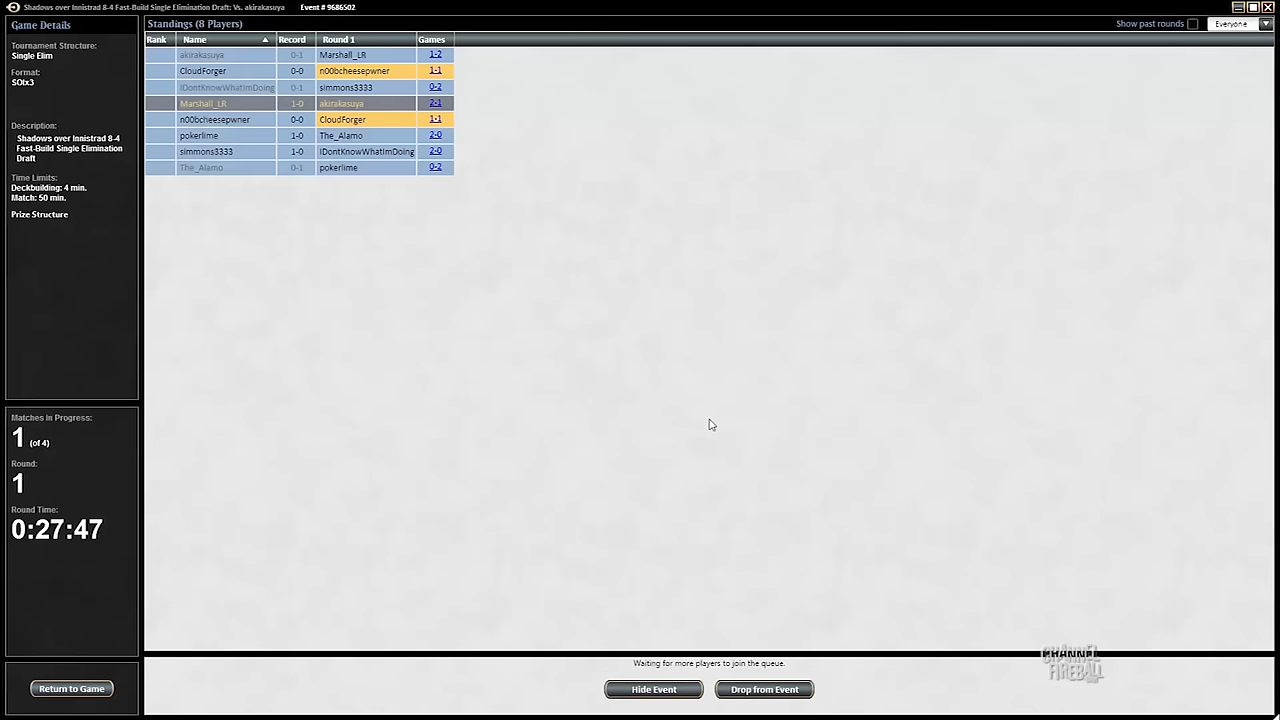 Shadows over Innistrad 8-4 Fast-Build Single Elimination Draft: Vs. akirakasuya Event # 9686502
Game Details
Tournament Structure:
Single Elim
Format:
SOIx3
Description:
Shadows over Innistrad 8-4
Fast-Build Single Elimination
Draft
Time Limits:
Deckbuilding: 4 min.
Match: 50 min.
Prize Structure
Matches In Progress:
1 (of 4)
Round:
1
Round Time:
0:27:47
Return to Game
Standings (8 Players)
Show past rounds
Everyone
Rank Name Record Round 1 Games
akirakasuya 0-1 Marshall_LR 1-2
CloudForger 0-0 n00bcheesepwner 1-1
IDontKnowWhatImDoing 0-1 simmons3333 0-2
Marshall_LR 1-0 akirakasuya 2-1
n00bcheesepwner 0-0 CloudForger 1-1
pokerlime 1-0 The_Alamo 2-0
simmons3333 1-0 IDontKnowWhatImDoing 2-0
The_Alamo 0-1 pokerlime 0-2
Waiting for more players to join the queue.
Hide Event
Drop from Event
CHANNEL
FIREBALL